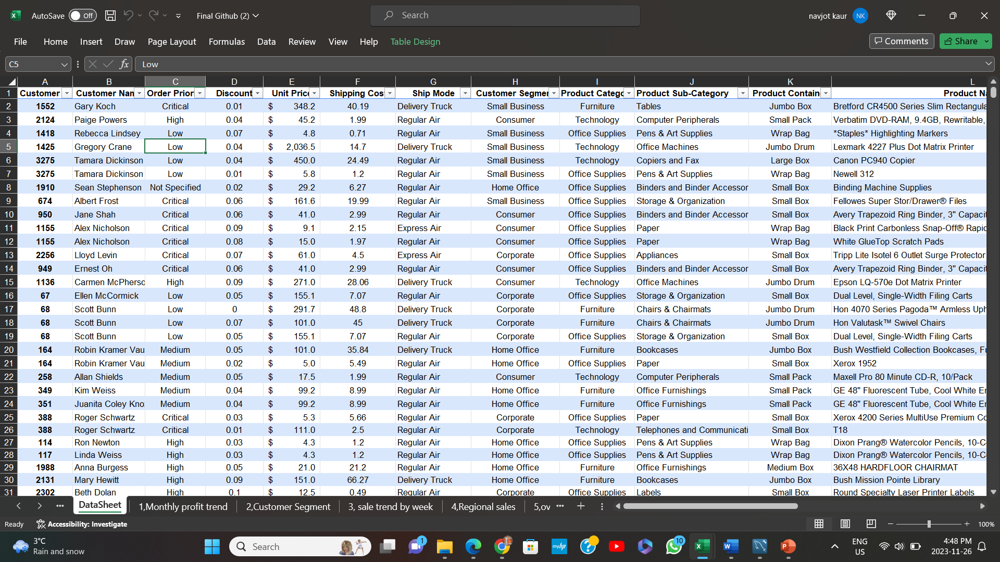 AutoSave Off Final Github (2) Search navjot kaur NK
File Home Insert Draw Page Layout Formulas Data Review View Help Table Design Comments Share
C5 fx Low
A B C D E F G H I J K L
1 Customer Customer Nan Order Priori Discount Unit Price Shipping Cos Ship Mode Customer Segmen Product Catego Product Sub-Category Product Contain Product Na
2 1552 Gary Koch Critical 0.01 $ 348.2 40.19 Delivery Truck Small Business Furniture Tables Jumbo Box Bretford CR4500 Series Slim Rectangula
3 2124 Paige Powers High 0.04 $ 45.2 1.99 Regular Air Consumer Technology Computer Peripherals Small Pack Verbatim DVD-RAM, 9.4GB, Rewritable,
4 1418 Rebecca Lindsey Low 0.07 $ 4.8 0.71 Regular Air Small Business Office Supplies Pens & Art Supplies Wrap Bag *Staples* Highlighting Markers
5 1425 Gregory Crane Low 0.04 $ 2,036.5 14.7 Delivery Truck Small Business Technology Office Machines Jumbo Drum Lexmark 4227 Plus Dot Matrix Printer
6 3275 Tamara Dickinson Low 0.04 $ 450.0 24.49 Regular Air Small Business Technology Copiers and Fax Large Box Canon PC940 Copier
7 3275 Tamara Dickinson Low 0.01 $ 5.8 1.2 Regular Air Small Business Office Supplies Pens & Art Supplies Wrap Bag Newell 312
8 1910 Sean Stephenson Not Specified 0.02 $ 29.2 6.27 Regular Air Home Office Office Supplies Binders and Binder Accessor Small Box Binding Machine Supplies
9 674 Albert Frost Critical 0.06 $ 161.6 19.99 Regular Air Small Business Office Supplies Storage & Organization Small Box Fellowes Super Stor/Drawer® Files
10 950 Jane Shah Critical 0.06 $ 41.0 2.99 Regular Air Consumer Office Supplies Binders and Binder Accessor Small Box Avery Trapezoid Ring Binder, 3" Capacit
11 1155 Alex Nicholson Critical 0.09 $ 9.1 2.15 Express Air Consumer Office Supplies Paper Wrap Bag Black Print Carbonless Snap-Off® Rapic
12 1155 Alex Nicholson Critical 0.08 $ 15.0 1.97 Regular Air Consumer Office Supplies Paper Wrap Bag White GlueTop Scratch Pads
13 2256 Lloyd Levin Critical 0.07 $ 61.0 4.5 Express Air Corporate Office Supplies Appliances Small Box Tripp Lite Isotel 6 Outlet Surge Protector
14 949 Ernest Oh Critical 0.06 $ 41.0 2.99 Regular Air Consumer Office Supplies Binders and Binder Accessor Small Box Avery Trapezoid Ring Binder, 3" Capacit
15 1136 Carmen McPherso High 0.09 $ 271.0 28.06 Delivery Truck Consumer Technology Office Machines Jumbo Drum Epson LQ-570e Dot Matrix Printer
16 67 Ellen McCormick Low 0.05 $ 155.1 7.07 Regular Air Corporate Office Supplies Storage & Organization Small Box Dual Level, Single-Width Filing Carts
17 68 Scott Bunn Low 0 $ 291.7 48.8 Delivery Truck Corporate Furniture Chairs & Chairmats Jumbo Drum Hon 4070 Series Pagoda™ Armless Uph
18 68 Scott Bunn Low 0.07 $ 101.0 45 Delivery Truck Corporate Furniture Chairs & Chairmats Jumbo Drum Hon Valutask™ Swivel Chairs
19 68 Scott Bunn Low 0.05 $ 155.1 7.07 Regular Air Corporate Office Supplies Storage & Organization Small Box Dual Level, Single-Width Filing Carts
20 164 Robin Kramer Vau Medium 0.05 $ 101.0 35.84 Delivery Truck Home Office Furniture Bookcases Jumbo Box Bush Westfield Collection Bookcases, Fu
21 164 Robin Kramer Vau Medium 0.02 $ 5.0 5.49 Regular Air Home Office Office Supplies Paper Small Box Xerox 1952
22 258 Allan Shields Medium 0.05 $ 17.5 1.99 Regular Air Consumer Technology Computer Peripherals Small Pack Maxell Pro 80 Minute CD-R, 10/Pack
23 349 Kim Weiss Medium 0.04 $ 99.2 8.99 Regular Air Home Office Furniture Office Furnishings Small Pack GE 48" Fluorescent Tube, Cool White En
24 351 Juanita Coley Kno Medium 0.04 $ 99.2 8.99 Regular Air Home Office Furniture Office Furnishings Small Pack GE 48" Fluorescent Tube, Cool White En
25 388 Roger Schwartz Critical 0.03 $ 5.3 5.66 Regular Air Corporate Office Supplies Paper Small Box Xerox 4200 Series MultiUse Premium Co
26 388 Roger Schwartz Critical 0.01 $ 111.0 2.5 Regular Air Corporate Technology Telephones and Communicati Small Box T18
27 114 Ron Newton High 0.03 $ 4.3 1.2 Regular Air Home Office Office Supplies Pens & Art Supplies Wrap Bag Dixon Prang® Watercolor Pencils, 10-C
28 117 Linda Weiss High 0.03 $ 4.3 1.2 Regular Air Home Office Office Supplies Pens & Art Supplies Wrap Bag Dixon Prang® Watercolor Pencils, 10-C
29 1988 Anna Burgess High 0.05 $ 21.0 21.2 Regular Air Home Office Furniture Office Furnishings Medium Box 36X48 HARDFLOOR CHAIRMAT
30 2131 Mary Hewitt High 0.09 $ 151.0 66.27 Delivery Truck Home Office Furniture Bookcases Jumbo Box Bush Mission Pointe Library
31 2302 Beth Dolan High 0.1 $ 12.5 0.49 Regular Air Corporate Office Supplies Labels Small Box Round Specialty Laser Printer Labels
DataSheet 1,Monthly profit trend 2,Customer Segment 3, sale trend by week 4,Regional sales 5,ov
Ready Accessibility: Investigate 100%
3°C
Rain and snow
Search 1 myhp 10
ENG
US
4:48 PM
2023-11-26